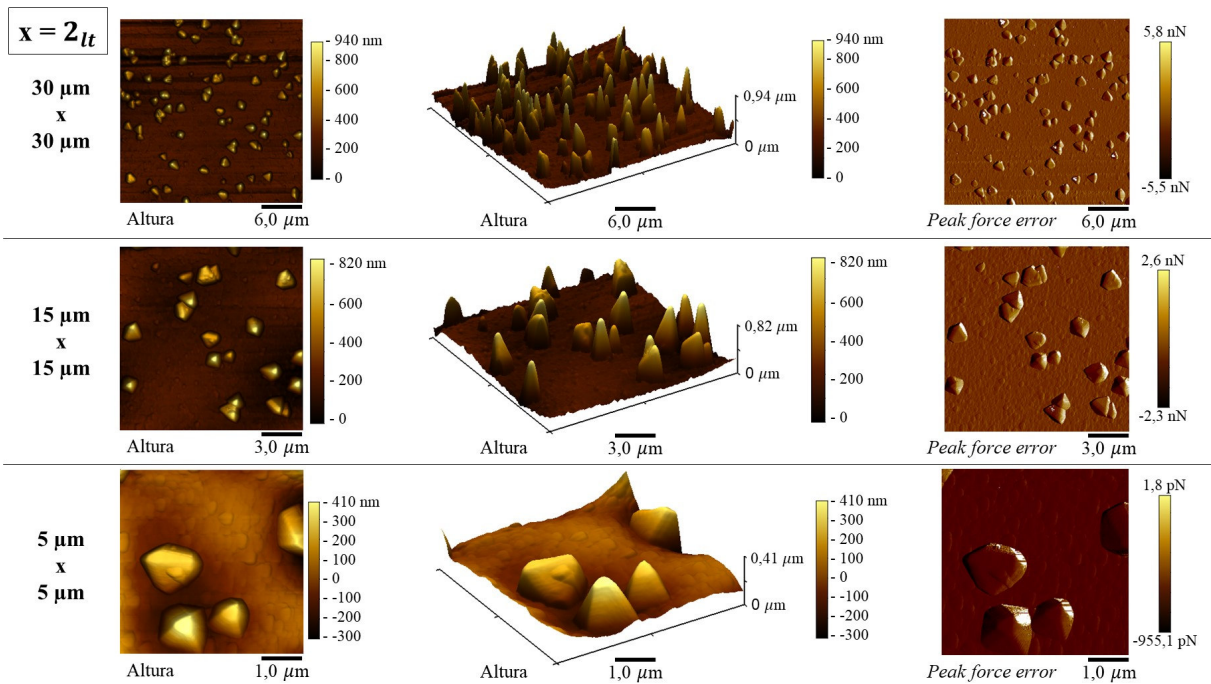 x = 2lt
30 µm
x
30 µm
- 940 nm
- 800
- 600
- 400
- 200
- 0
Altura
6,0 µm
0,94 µm
0 µm
Altura
6,0 µm
- 940 nm
- 800
- 600
- 400
- 200
- 0
5,8 nN
-5,5 nN
Peak force error
6,0 µm
15 µm
x
15 µm
- 820 nm
- 600
- 400
- 200
- 0
Altura
3,0 µm
0,82 µm
0 µm
Altura
3,0 µm
- 820 nm
- 600
- 400
- 200
- 0
2,6 nN
-2,3 nN
Peak force error
3,0 µm
5 µm
x
5 µm
- 410 nm
- 300
- 200
- 100
- 0
- -100
- -200
- -300
Altura
1,0 µm
0,41 µm
0 µm
Altura
1,0 µm
- 410 nm
- 300
- 200
- 100
- 0
- -100
- -200
- -300
1,8 pN
-955,1 pN
Peak force error
1,0 µm